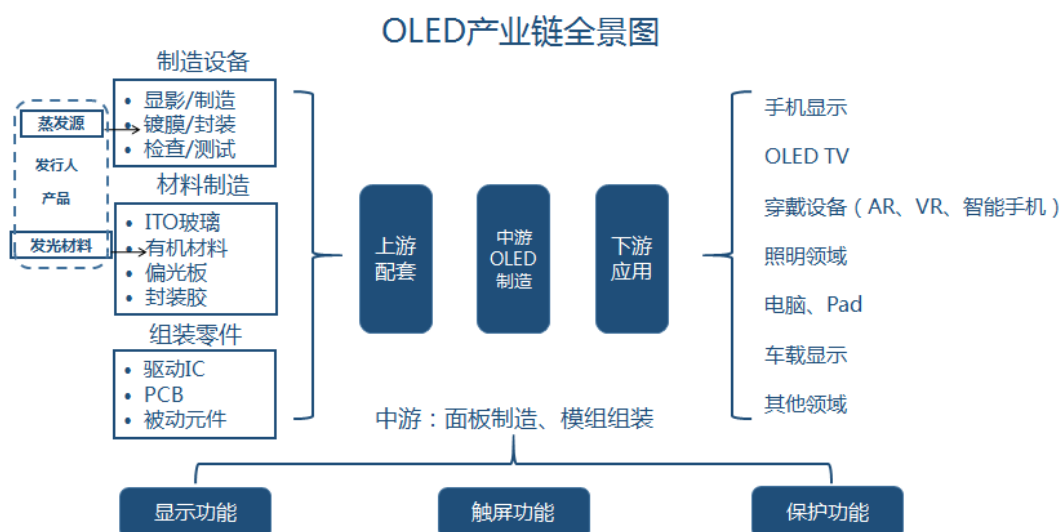 OLED产业链全景图
制造设备
• 显影/制造
• 镀膜/封装
• 检查/测试
蒸发源
发行人
产品
发光材料
材料制造
• ITO玻璃
• 有机材料
• 偏光板
• 封装胶
组装零件
• 驱动IC
• PCB
• 被动元件
上游
配套
中游
OLED
制造
下游
应用
手机显示
OLED TV
穿戴设备（AR、VR、智能手机）
照明领域
电脑、Pad
车载显示
其他领域
中游：面板制造、模组组装
显示功能
触屏功能
保护功能